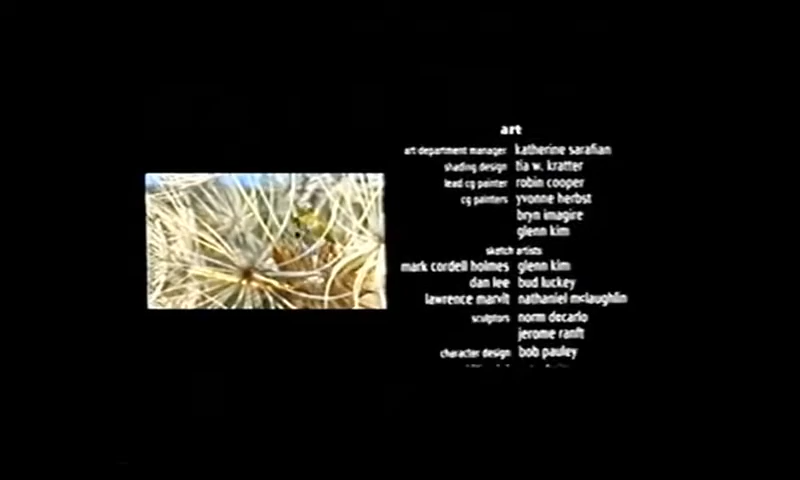 art
art department manager katherine sarafian
shading design tia w. kratter
lead cg painter robin cooper
cg painters yvonne herbst
bryn imagire
glenn kim
sketch artists
mark cordell holmes glenn kim
dan lee bud luckey
lawrence marvit nathaniel mclaughlin
sculptors norm decarlo
jerome ranft
character design bob pauley